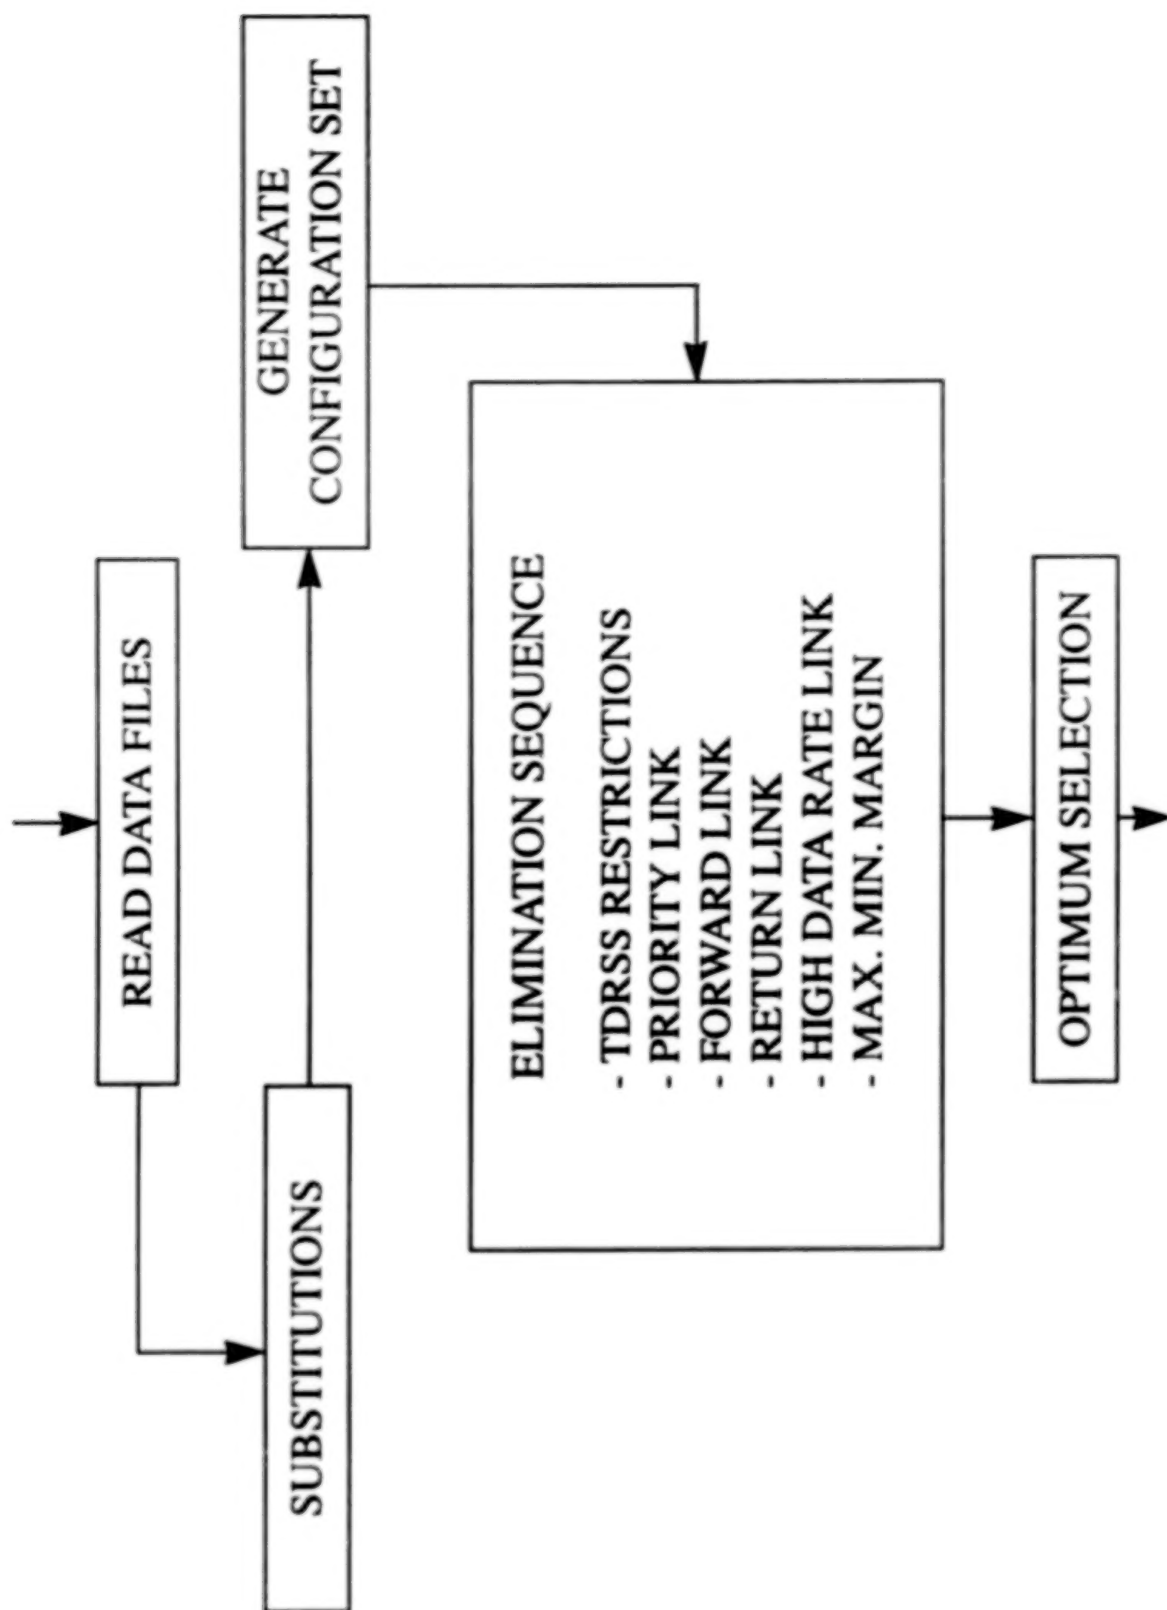 READ DATA FILES
SUBSTITUTIONS
GENERATE
CONFIGURATION SET
ELIMINATION SEQUENCE
- TDRSS RESTRICTIONS
- PRIORITY LINK
- FORWARD LINK
- RETURN LINK
- HIGH DATA RATE LINK
- MAX. MIN. MARGIN
OPTIMUM SELECTION